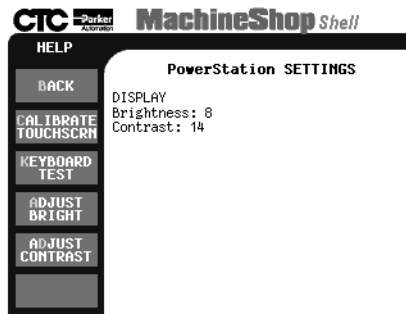 CTC Parker Automation MachineShop Shell
HELP
PowerStation SETTINGS
BACK
DISPLAY
Brightness: 8
Contrast: 14
CALIBRATE
TOUCHSCRN
KEYBOARD
TEST
ADJUST
BRIGHT
ADJUST
CONTRAST